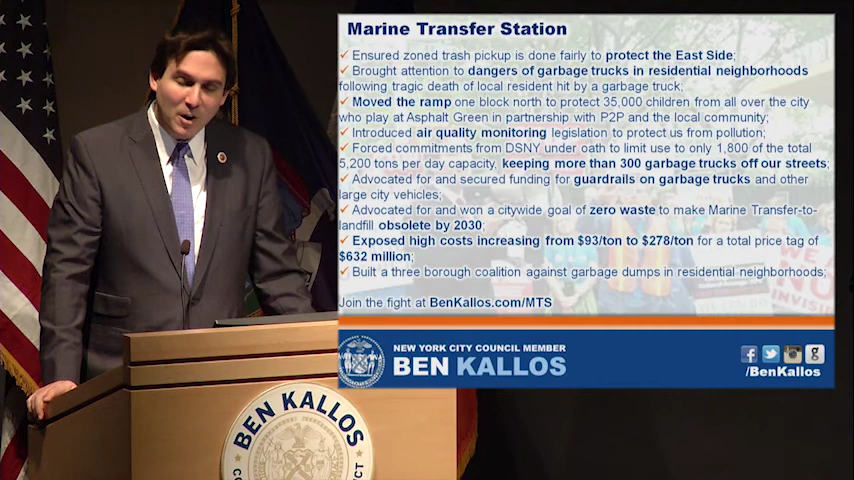 Marine Transfer Station
✓ Ensured zoned trash pickup is done fairly to protect the East Side;
✓ Brought attention to dangers of garbage trucks in residential neighborhoods
following tragic death of local resident hit by a garbage truck;
✓ Moved the ramp one block north to protect 35,000 children from all over the city
who play at Asphalt Green in partnership with P2P and the local community;
✓ Introduced air quality monitoring legislation to protect us from pollution;
✓ Forced commitments from DSNY under oath to limit use to only 1,800 of the total
5,200 tons per day capacity, keeping more than 300 garbage trucks off our streets;
✓ Advocated for and secured funding for guardrails on garbage trucks and other
large city vehicles;
✓ Advocated for and won a citywide goal of zero waste to make Marine Transfer-to-
landfill obsolete by 2030;
✓ Exposed high costs increasing from $93/ton to $278/ton for a total price tag of
$632 million;
✓ Built a three borough coalition against garbage dumps in residential neighborhoods;
Join the fight at BenKallos.com/MTS
NEW YORK CITY COUNCIL MEMBER
BEN KALLOS
/BenKallos
BEN KALLOS